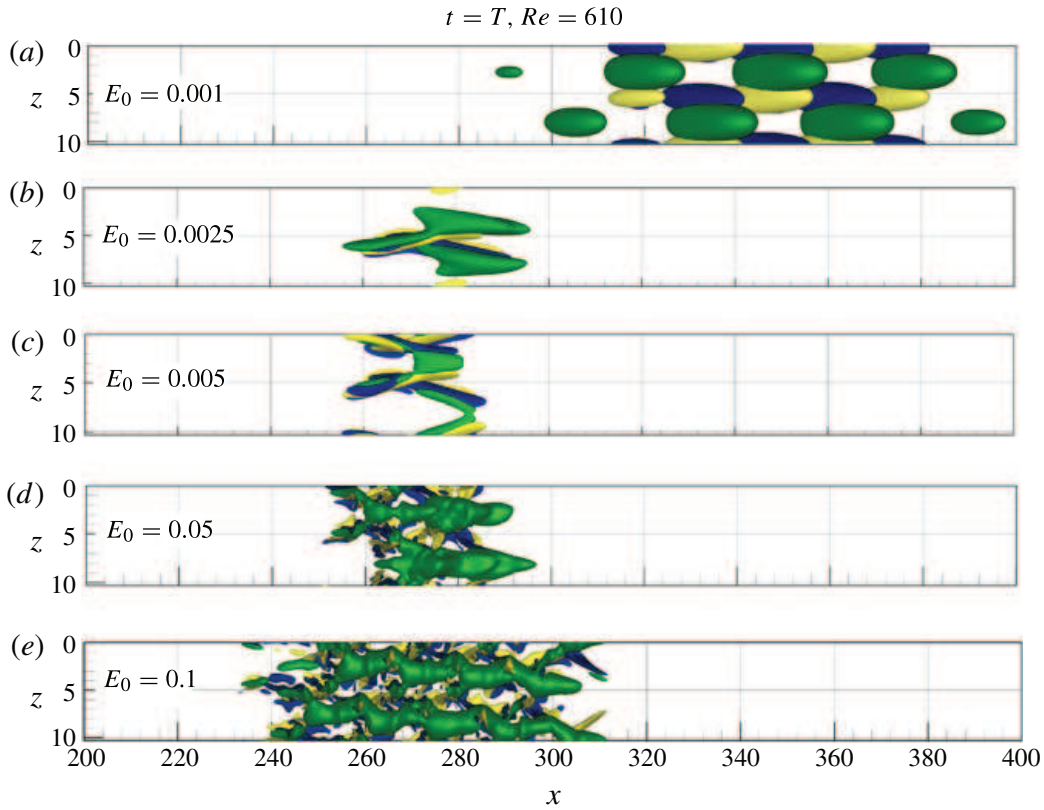 t = T, Re = 610
(a)
0
z
5
10
E₀ = 0.001
(b)
0
z
5
10
E₀ = 0.0025
(c)
0
z
5
10
E₀ = 0.005
(d)
0
z
5
10
E₀ = 0.05
(e)
0
z
5
10
E₀ = 0.1
200 220 240 260 280 300 320 340 360 380 400
x